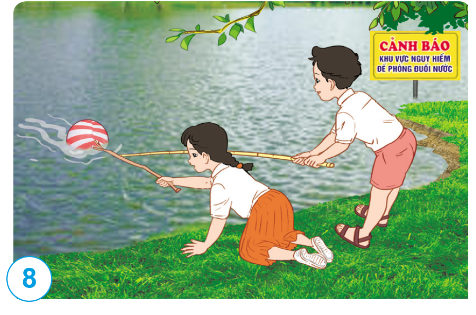 CẢNH BÁO
KHU VỰC NGUY HIỂM
ĐỀ PHÒNG ĐUỐI NƯỚC
8